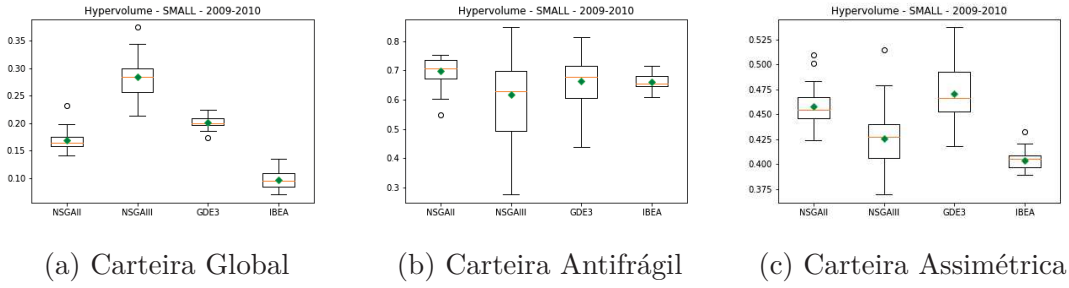 Hypervolume - SMALL - 2009-2010
0.35
0.30
0.25
0.20
0.15
0.10
NSGAII NSGAIII GDE3 IBEA
(a) Carteira Global
Hypervolume - SMALL - 2009-2010
0.8
0.7
0.6
0.5
0.4
0.3
NSGAII NSGAIII GDE3 IBEA
(b) Carteira Antifrágil
Hypervolume - SMALL - 2009-2010
0.525
0.500
0.475
0.450
0.425
0.400
0.375
NSGAII NSGAIII GDE3 IBEA
(c) Carteira Assimétrica